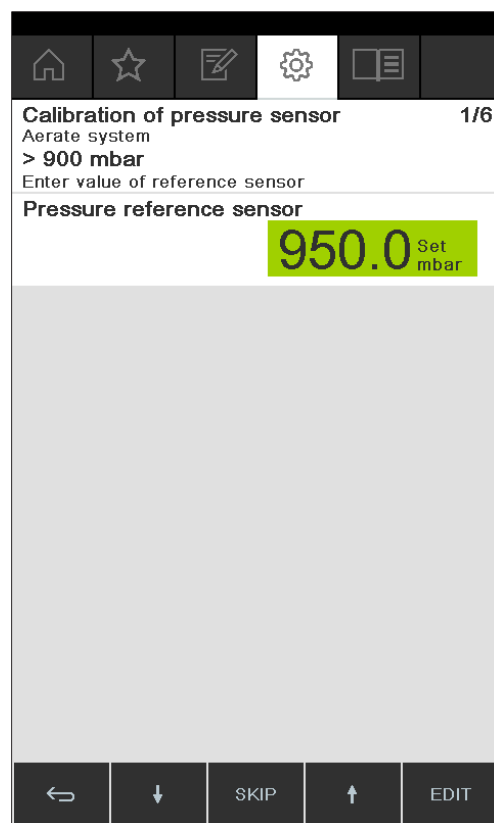 Calibration of pressure sensor 1/6
Aerate system
> 900 mbar
Enter value of reference sensor
Pressure reference sensor
950.0 Set mbar
SKIP EDIT